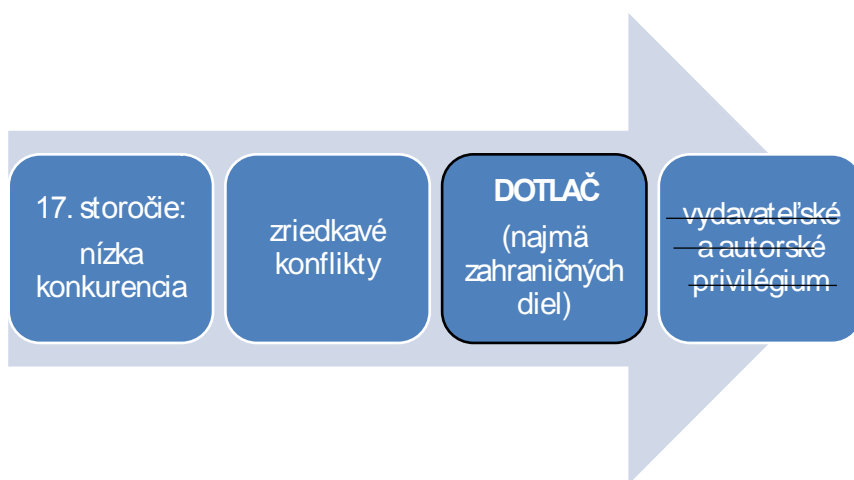 17. storočie:
nízka
konkurencia
zriedkavé
konflikty
DOTLAČ
(najmä
zahraničných
diel)
vydavateľské
a autorské
privilégium